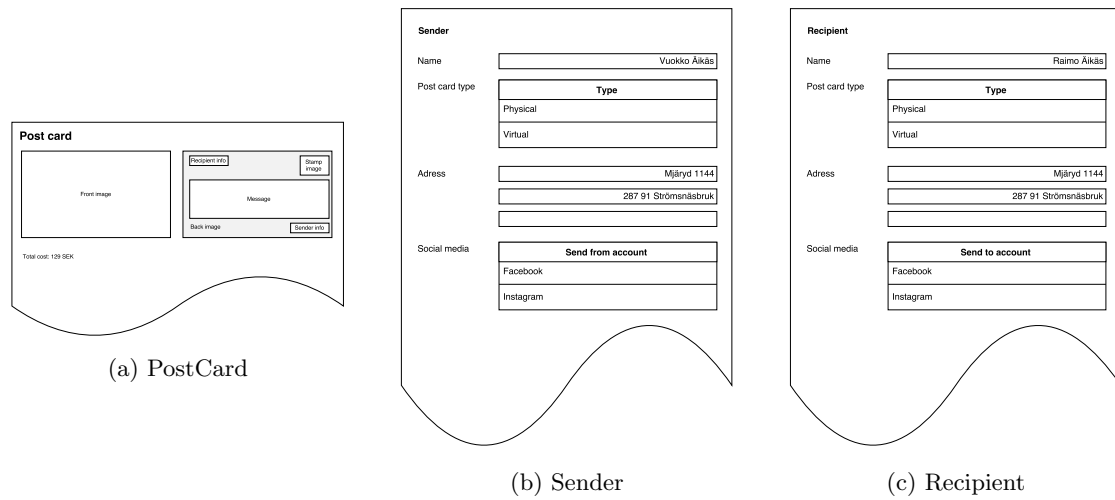 Post card
Front image
Recipient info
Stamp
image
Message
Back image
Sender info
Total cost: 129 SEK
(a) PostCard
Sender
Name
Vuokko Äikäs
Post card type
Type
Physical
Virtual
Adress
Mjäryd 1144
287 91 Strömsnäsbruk
Social media
Send from account
Facebook
Instagram
(b) Sender
Recipient
Name
Raimo Äikäs
Post card type
Type
Physical
Virtual
Adress
Mjäryd 1144
287 91 Strömsnäsbruk
Social media
Send to account
Facebook
Instagram
(c) Recipient